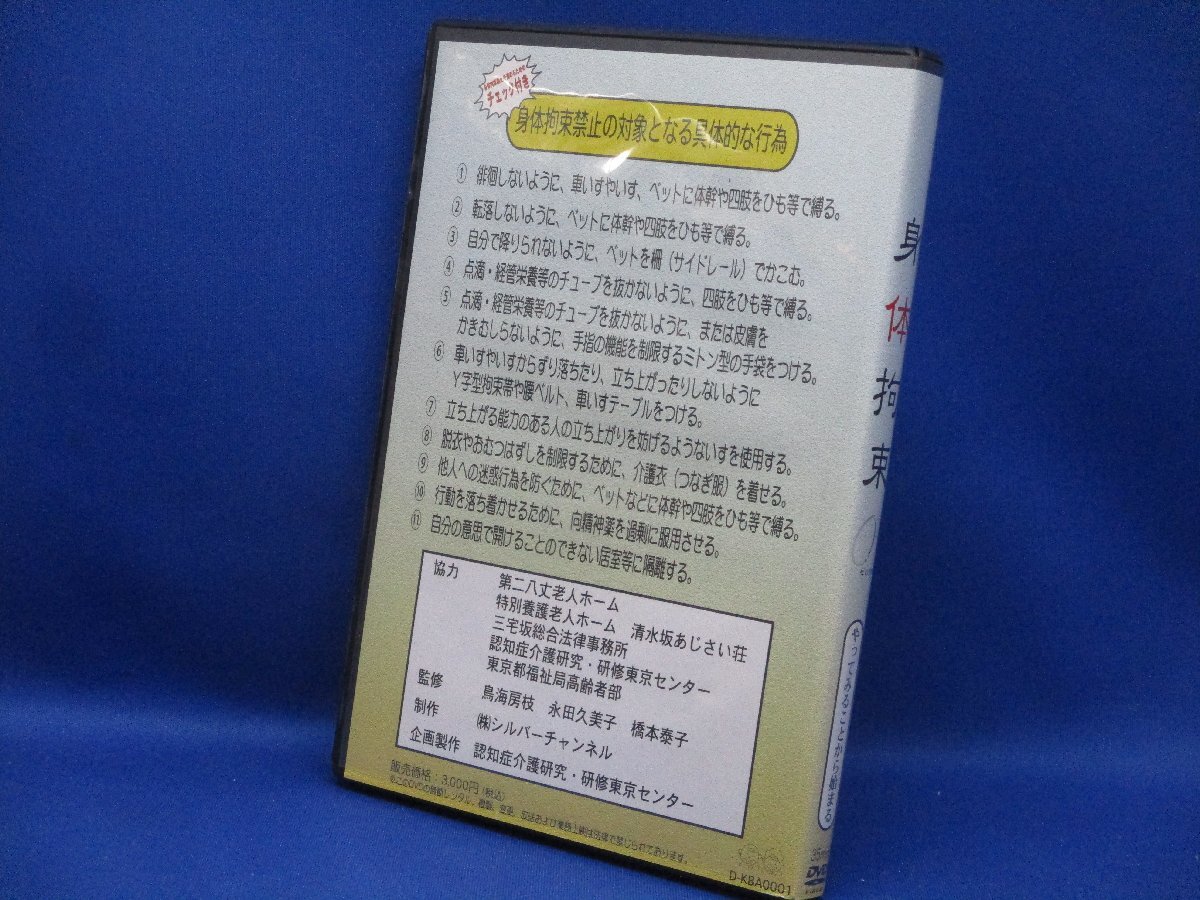 チェック付き
身体拘束禁止の対象となる具体的な行為
① 徘徊しないように、車いすやいす、ベットに体幹や四肢をひも等で縛る。
② 転落しないように、ベットに体幹や四肢をひも等で縛る。
③ 自分で降りられないように、ベットを柵(サイドレール)でかこむ。
④ 点滴・経管栄養等のチューブを抜かないように、四肢をひも等で縛る。
⑤ 点滴・経管栄養等のチューブを抜かないように、または皮膚を
かきむしらないように、手指の機能を制限するミトン型の手袋をつける。
⑥ 車いすやいすからずり落ちたり、立ち上がったりしないように
Y字型拘束帯や腰ベルト、車いすテーブルをつける。
⑦ 立ち上がる能力のある人の立ち上がりを妨げるようないすを使用する。
⑧ 脱衣やおむつはずしを制限するために、介護衣(つなぎ服)を着せる。
⑨ 他人への迷惑行為を防ぐために、ベットなどに体幹や四肢をひも等で縛る。
⑩ 行動を落ち着かせるために、向精神薬を過剰に服用させる。
⑪ 自分の意思で開けることのできない居室等に隔離する。
協力 第二八丈老人ホーム
特別養護老人ホーム 清水坂あじさい荘
三宅坂総合法律事務所
認知症介護研究・研修東京センター
東京都福祉局高齢者部
監修 鳥海房枝 永田久美子 橋本泰子
制作 ㈱シルバーチャンネル
企画製作 認知症介護研究・研修東京センター
販売価格:3,000円(税込)
D-KBA0001
身体拘束
やってみることから始まる
DVD